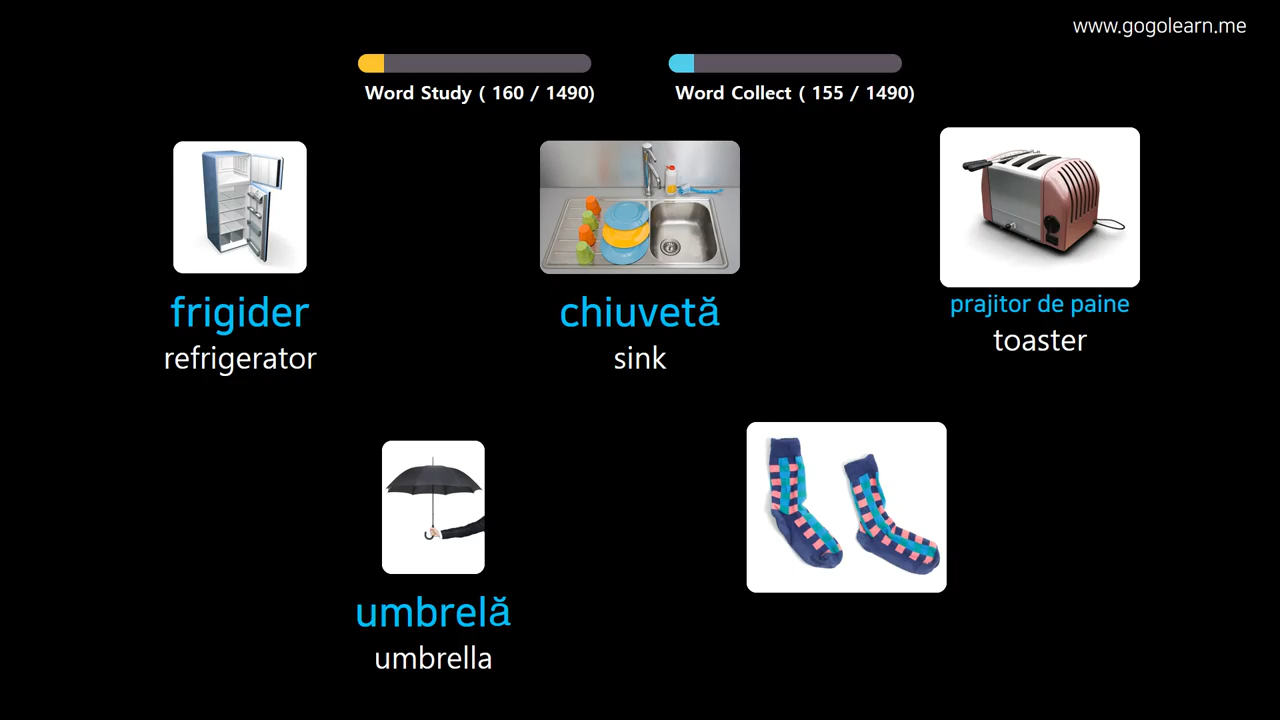 www.gogolearn.me
Word Study ( 160 / 1490)
Word Collect ( 155 / 1490)
frigider
refrigerator
chiuvetă
sink
prajitor de paine
toaster
umbrelă
umbrella